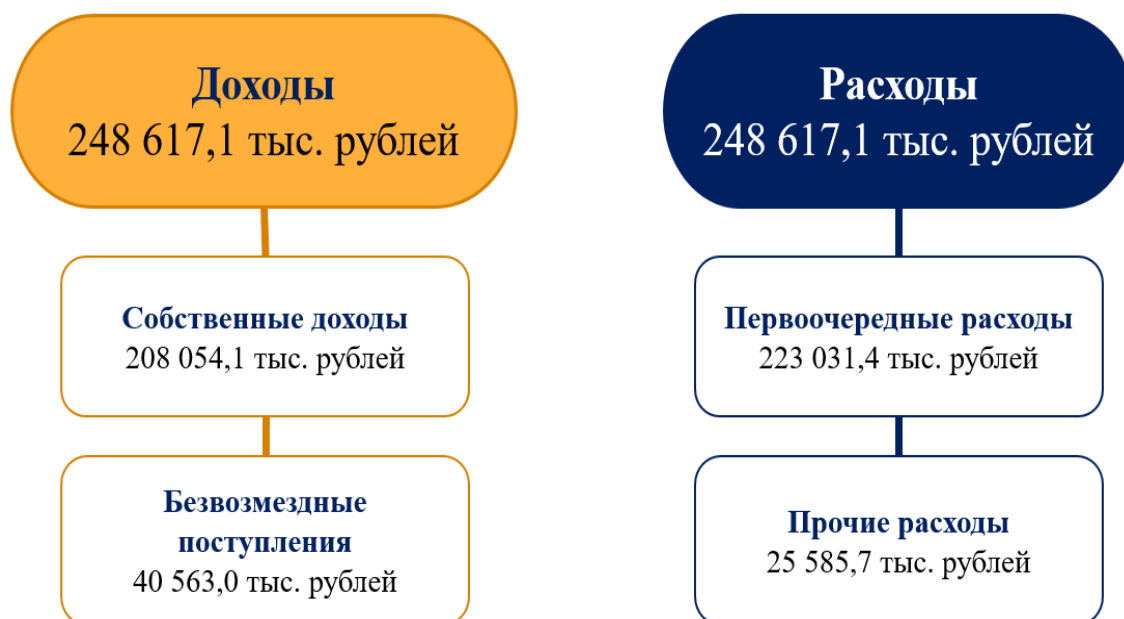 Доходы
248 617,1 тыс. рублей
Собственные доходы
208 054,1 тыс. рублей
Безвозмездные
поступления
40 563,0 тыс. рублей
Расходы
248 617,1 тыс. рублей
Первоочередные расходы
223 031,4 тыс. рублей
Прочие расходы
25 585,7 тыс. рублей